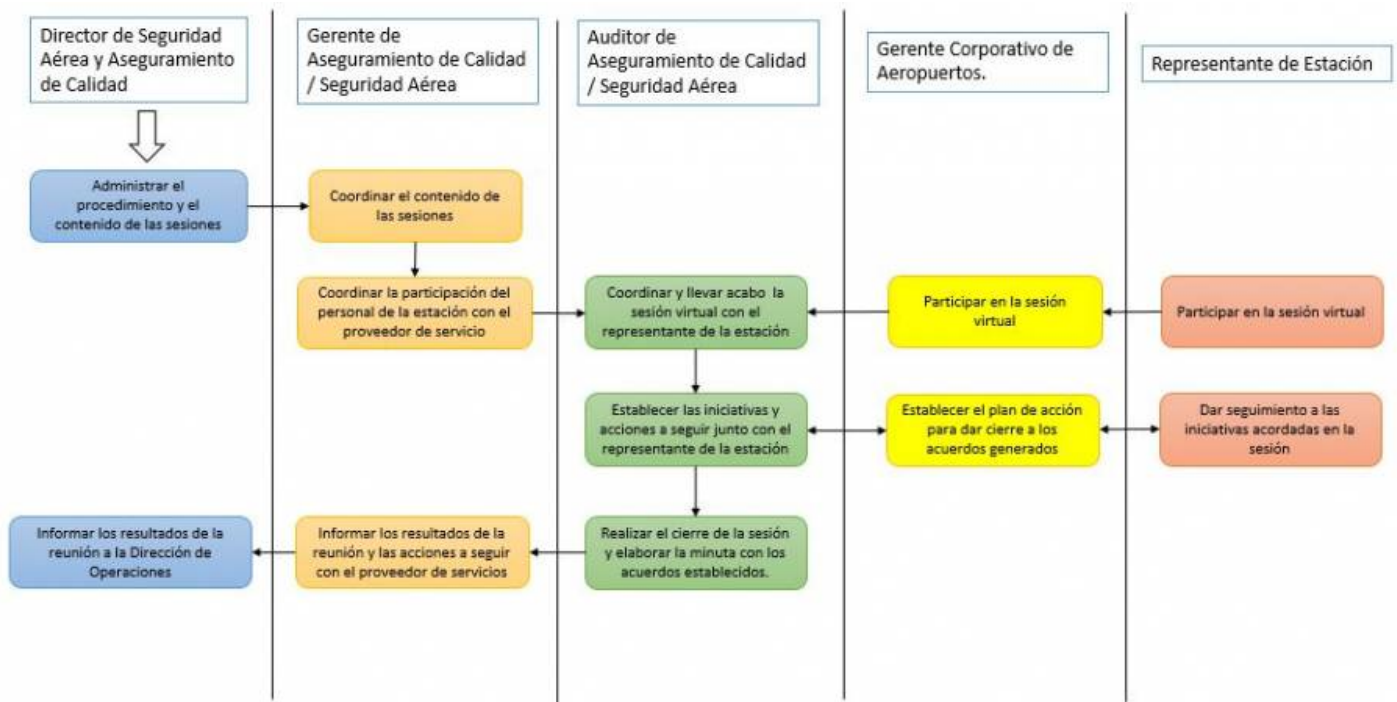 Director de Seguridad
Aérea y Aseguramiento
de Calidad
Gerente de
Aseguramiento de Calidad
/ Seguridad Aérea
Auditor de
Aseguramiento de Calidad
/ Seguridad Aérea
Gerente Corporativo de
Aeropuertos.
Representante de Estación
Administrar el
procedimiento y el
contenido de las sesiones
Coordinar el contenido de
las sesiones
Coordinar la participación del
personal de la estación con el
proveedor de servicio
Coordinar y llevar acabo la
sesión virtual con el
representante de la estación
Participar en la sesión
virtual
Participar en la sesión virtual
Establecer las iniciativas y
acciones a seguir junto con el
representante de la estación
Establecer el plan de acción
para dar cierre a los
acuerdos generados
Dar seguimiento a las
iniciativas acordadas en la
sesión
Informar los resultados de la
reunión a la Dirección de
Operaciones
Informar los resultados de la
reunión y las acciones a seguir
con el proveedor de servicios
Realizar el cierre de la sesión
y elaborar la minuta con los
acuerdos establecidos.